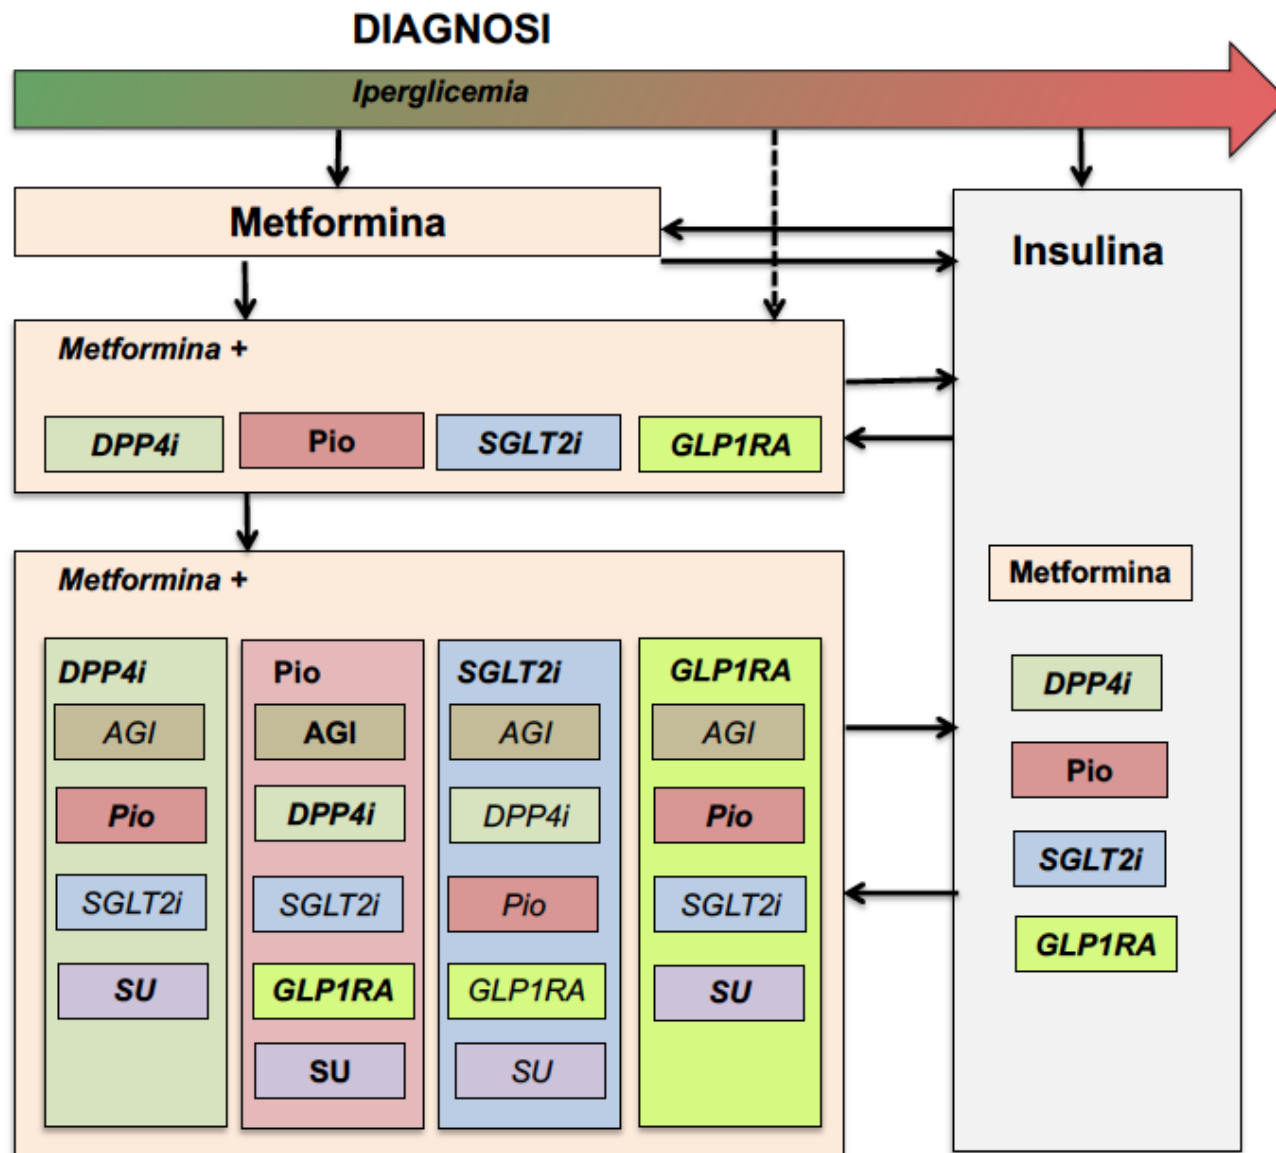 DIAGNOSI
Iperglicemia
Metformina
Insulina
Metformina +
DPP4i
Pio
SGLT2i
GLP1RA
Metformina +
DPP4i
AGI
Pio
SGLT2i
SU
Pio
AGI
DPP4i
SGLT2i
GLP1RA
SU
SGLT2i
AGI
DPP4i
Pio
GLP1RA
SU
GLP1RA
AGI
Pio
SGLT2i
SU
Metformina
DPP4i
Pio
SGLT2i
GLP1RA